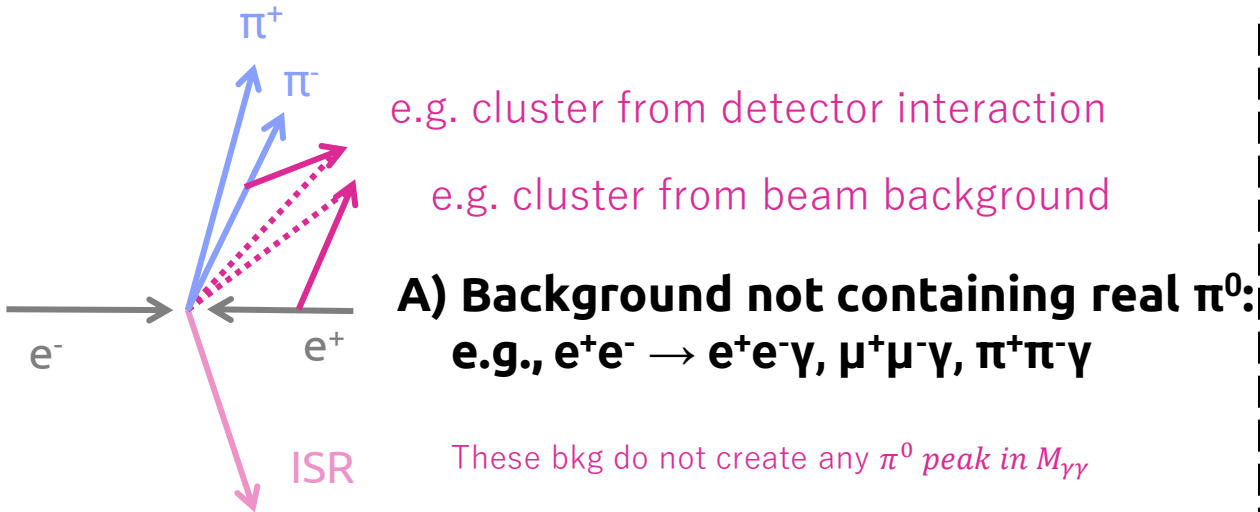 π⁺
π⁻
e.g. cluster from detector interaction
e.g. cluster from beam background
A) Background not containing real π⁰:
e.g., e⁺e⁻ → e⁺e⁻γ, μ⁺μ⁻γ, π⁺π⁻γ
e⁻
e⁺
ISR
These bkg do not create any π⁰ peak in M_γγ